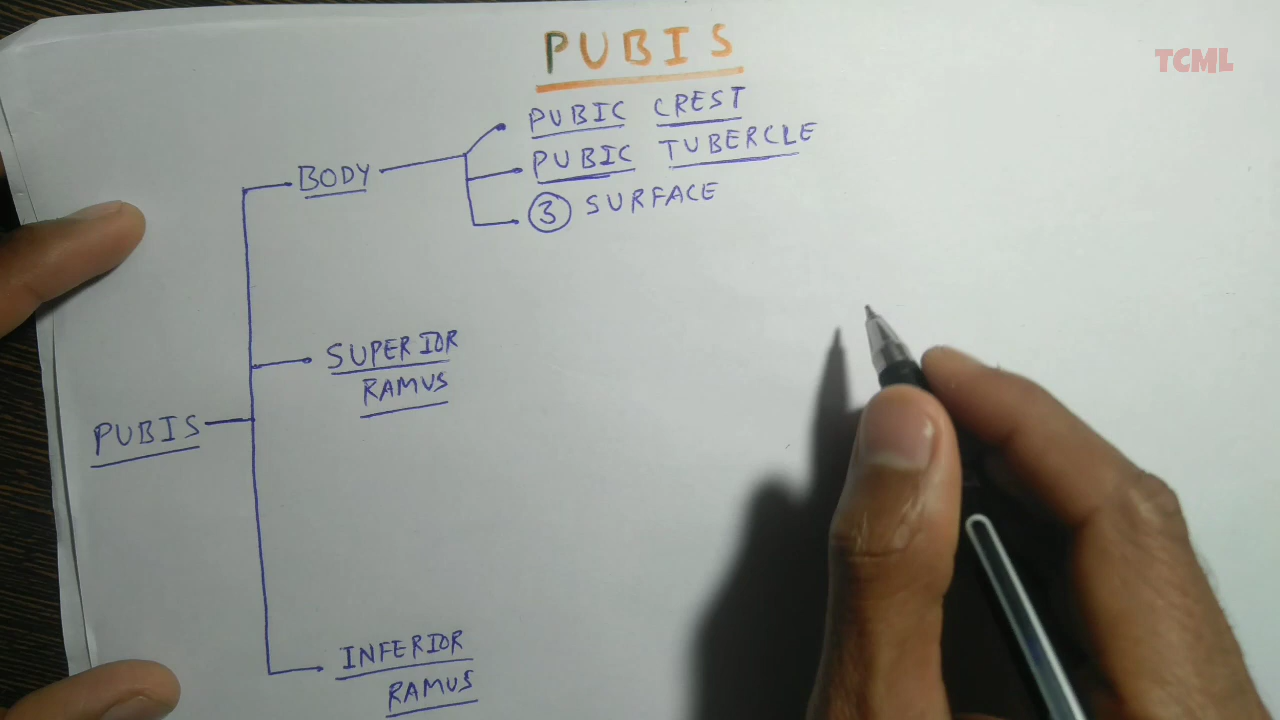 PUBIS
TCML
PUBIC CREST
BODY
PUBIC TUBERCLE
3 SURFACE
SUPERIOR
RAMUS
PUBIS
INFERIOR
RAMUS